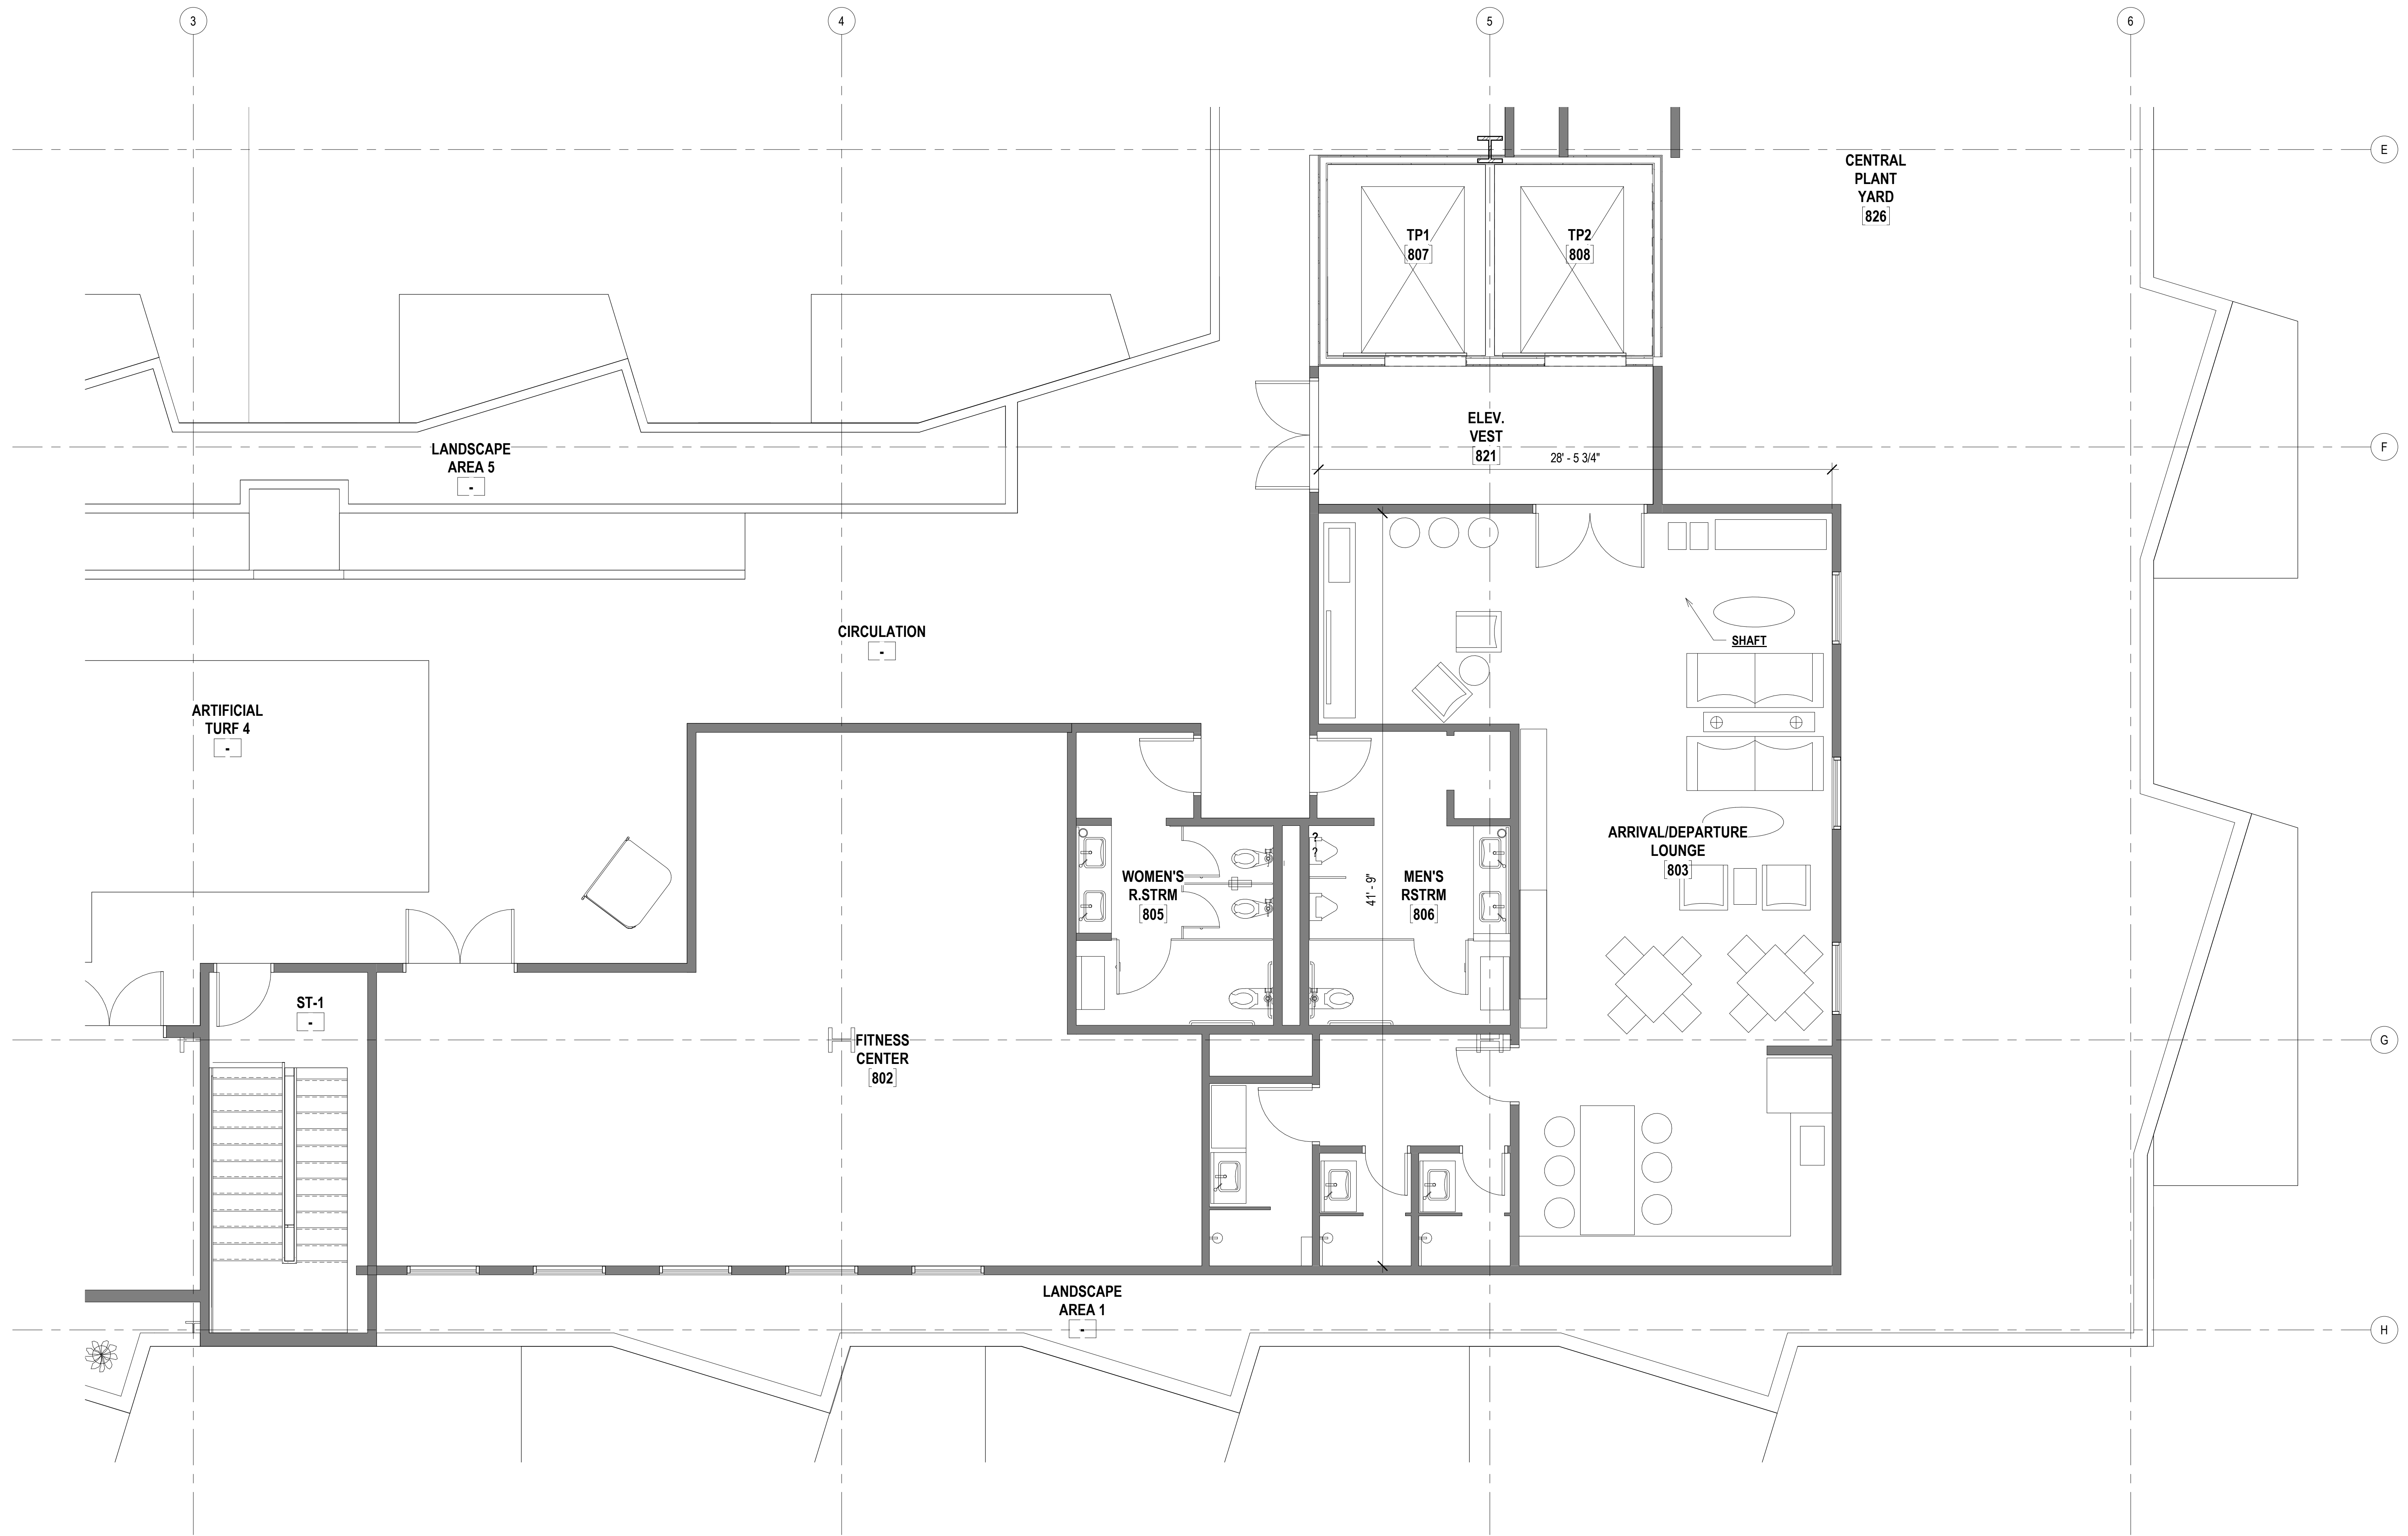 3
4
5
6
E
CENTRAL
PLANT
YARD
826
TP1
807
TP2
808
ELEV.
VEST
821
F
28' - 5 3/4"
LANDSCAPE
AREA 5
-
CIRCULATION
-
SHAFT
ARTIFICIAL
TURF 4
-
ARRIVAL/DEPARTURE
LOUNGE
803
?
?
WOMEN'S
R.STRM
805
41' - 9"
MEN'S
RSTRM
806
ST-1
-
FITNESS
CENTER
802
G
LANDSCAPE
AREA 1
-
H